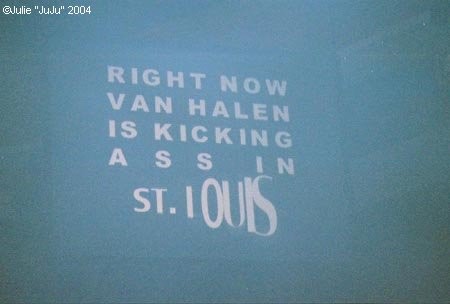 ©Julie "JuJu" 2004
RIGHT NOW
VAN HALEN
IS KICKING
ASS IN
ST. LOUIS